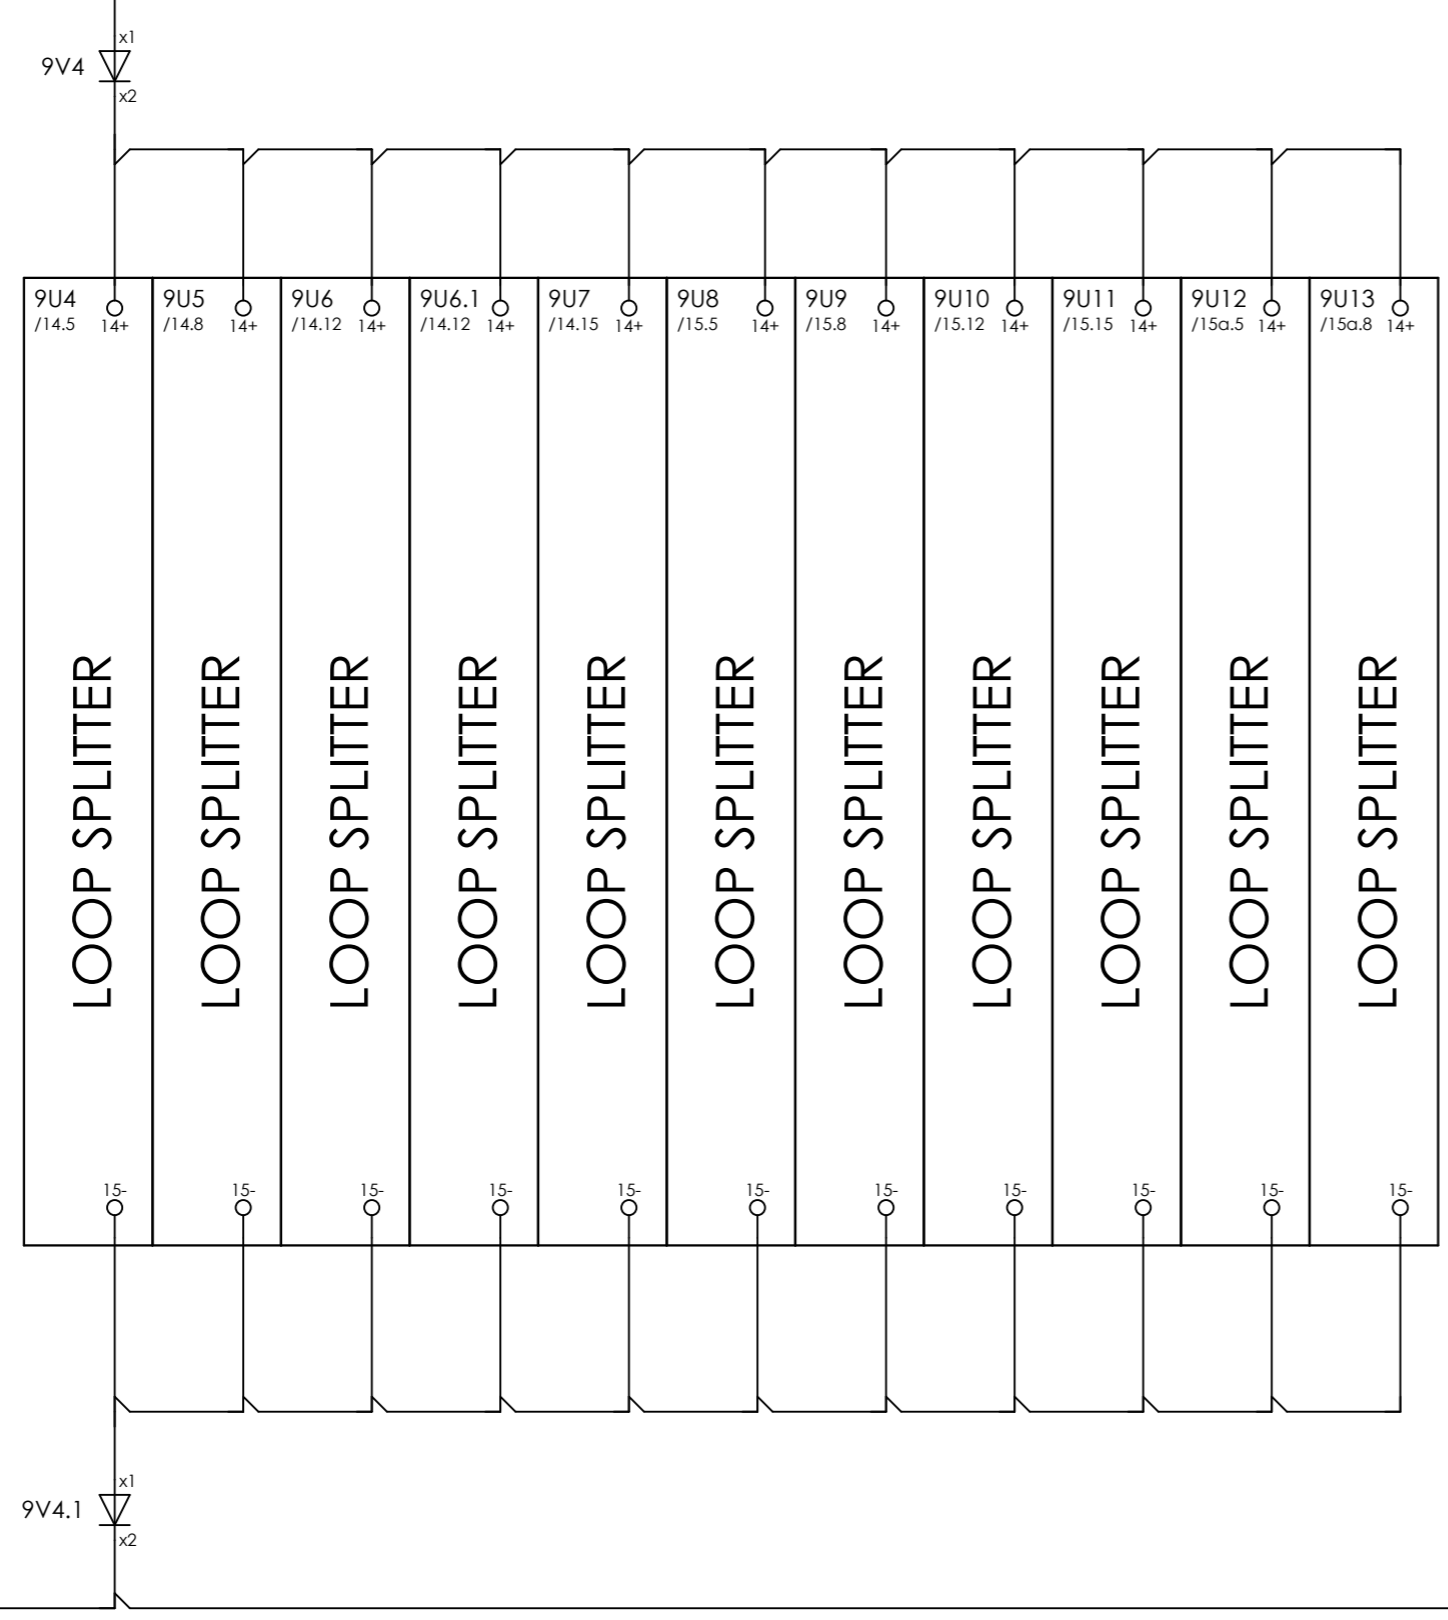 x1
9V4
x2
9U4 9U5 9U6 9U6.1 9U7 9U8 9U9 9U10 9U11 9U12 9U13
/14.5 14+ /14.8 14+ /14.12 14+ /14.12 14+ /14.15 14+ /15.5 14+ /15.8 14+ /15.12 14+ /15.15 14+ /15a.5 14+ /15a.8 14+
LOOP SPLITTER
LOOP SPLITTER
LOOP SPLITTER
LOOP SPLITTER
LOOP SPLITTER
LOOP SPLITTER
LOOP SPLITTER
LOOP SPLITTER
LOOP SPLITTER
LOOP SPLITTER
LOOP SPLITTER
15- 15- 15- 15- 15- 15- 15- 15- 15- 15- 15-
x1
9V4.1
x2